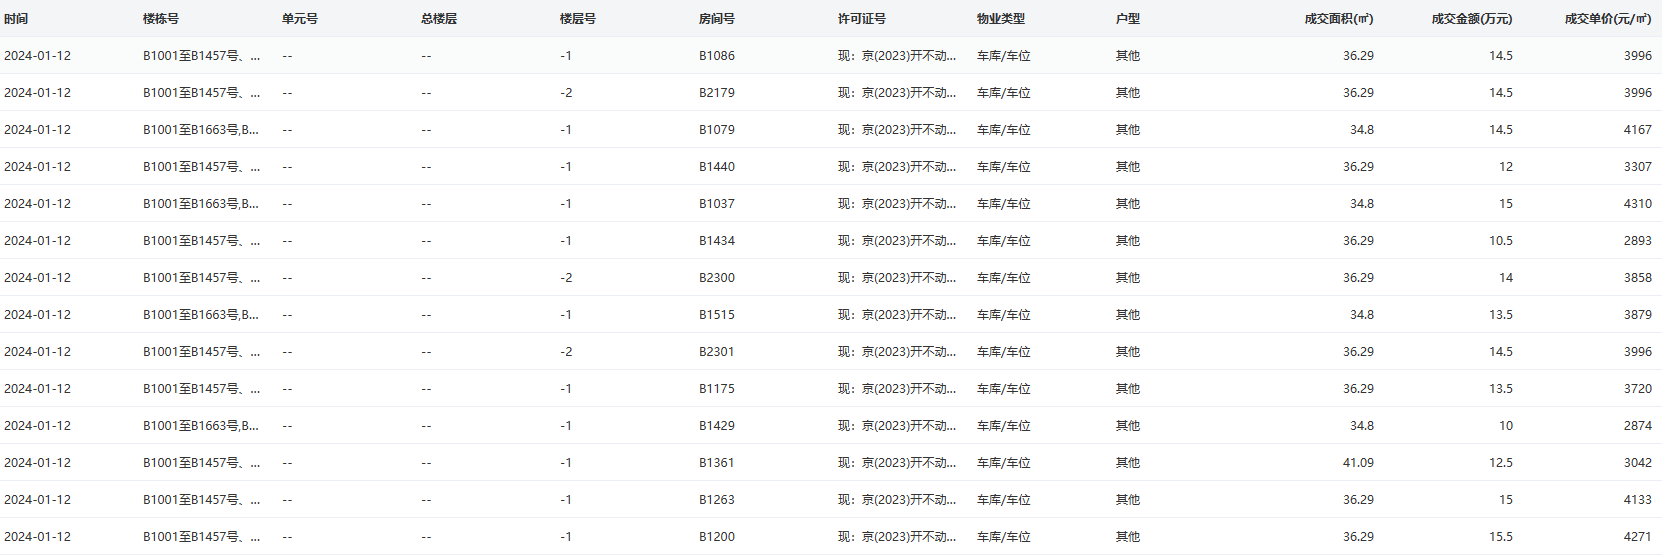 时间 楼栋号 单元号 总楼层 楼层号 房间号 许可证号 物业类型 户型 成交面积(㎡) 成交金额(万元) 成交单价(元/㎡)
2024-01-12 B1001至B1457号、... -- -- -1 B1086 现：京(2023)开不动... 车库/车位 其他 36.29 14.5 3996
2024-01-12 B1001至B1457号、... -- -- -2 B2179 现：京(2023)开不动... 车库/车位 其他 36.29 14.5 3996
2024-01-12 B1001至B1663号,B... -- -- -1 B1079 现：京(2023)开不动... 车库/车位 其他 34.8 14.5 4167
2024-01-12 B1001至B1457号、... -- -- -1 B1440 现：京(2023)开不动... 车库/车位 其他 36.29 12 3307
2024-01-12 B1001至B1663号,B... -- -- -1 B1037 现：京(2023)开不动... 车库/车位 其他 34.8 15 4310
2024-01-12 B1001至B1457号、... -- -- -1 B1434 现：京(2023)开不动... 车库/车位 其他 36.29 10.5 2893
2024-01-12 B1001至B1457号、... -- -- -2 B2300 现：京(2023)开不动... 车库/车位 其他 36.29 14 3858
2024-01-12 B1001至B1663号,B... -- -- -1 B1515 现：京(2023)开不动... 车库/车位 其他 34.8 13.5 3879
2024-01-12 B1001至B1457号、... -- -- -2 B2301 现：京(2023)开不动... 车库/车位 其他 36.29 14.5 3996
2024-01-12 B1001至B1457号、... -- -- -1 B1175 现：京(2023)开不动... 车库/车位 其他 36.29 13.5 3720
2024-01-12 B1001至B1663号,B... -- -- -1 B1429 现：京(2023)开不动... 车库/车位 其他 34.8 10 2874
2024-01-12 B1001至B1457号、... -- -- -1 B1361 现：京(2023)开不动... 车库/车位 其他 41.09 12.5 3042
2024-01-12 B1001至B1457号、... -- -- -1 B1263 现：京(2023)开不动... 车库/车位 其他 36.29 15 4133
2024-01-12 B1001至B1457号、... -- -- -1 B1200 现：京(2023)开不动... 车库/车位 其他 36.29 15.5 4271